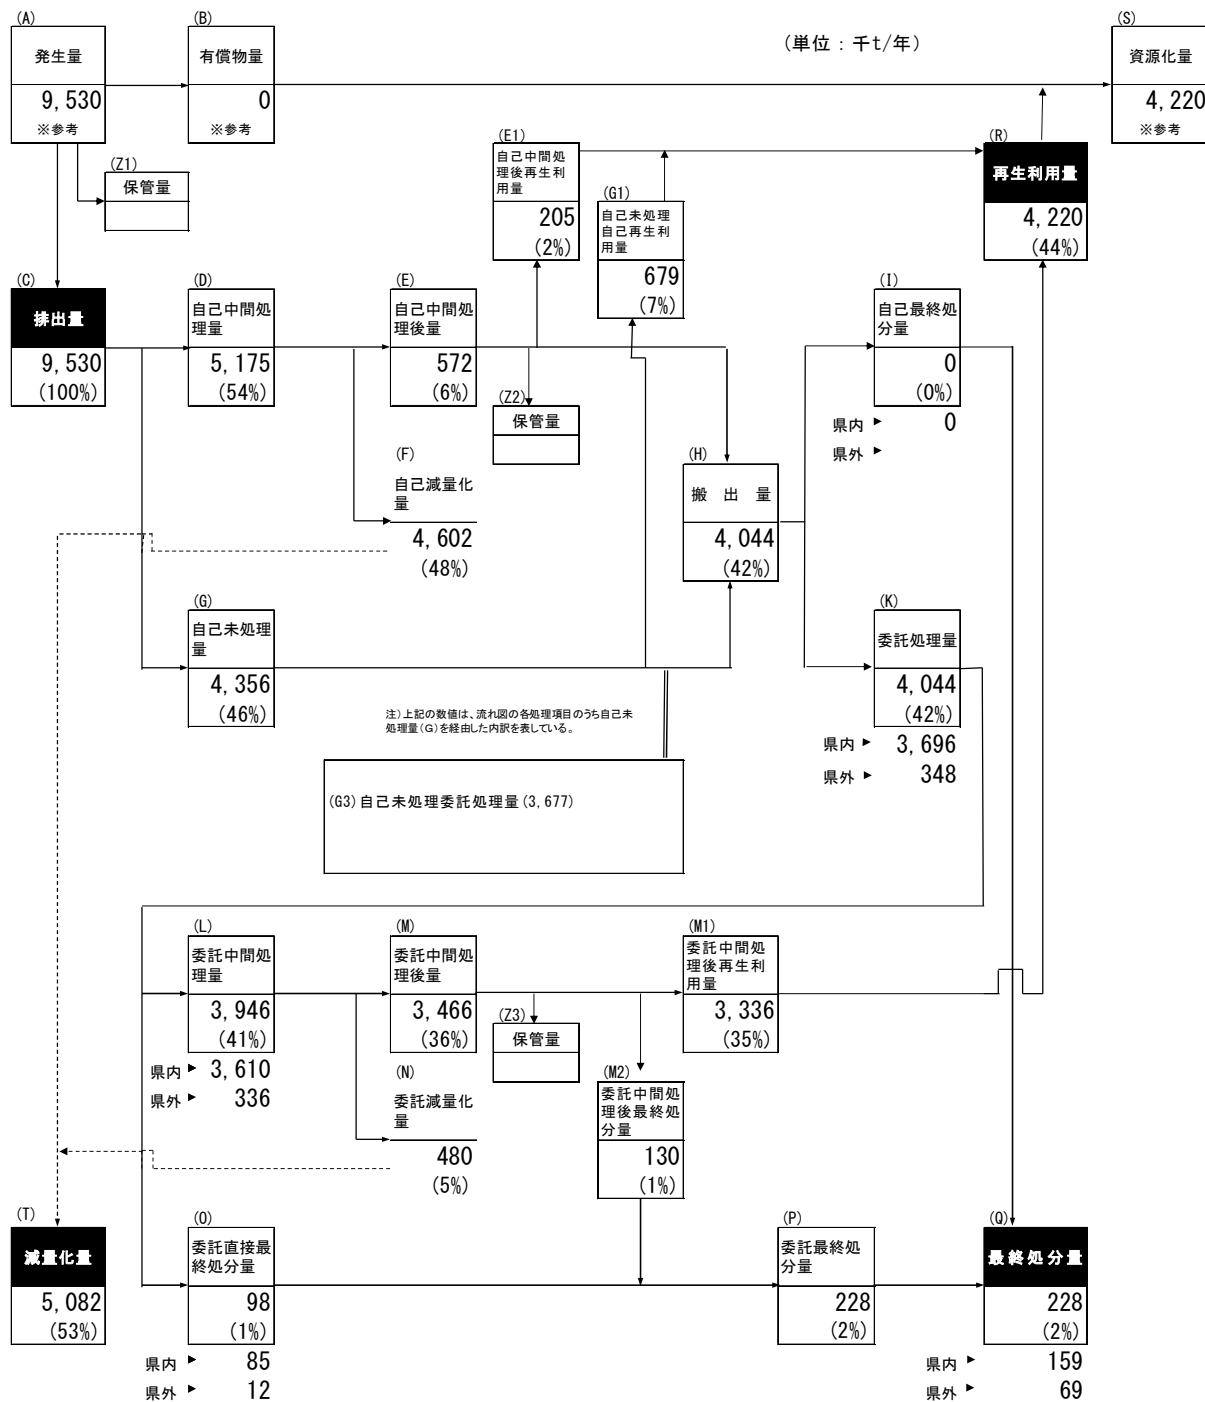 (A)
発生量
9,530
※参考
(B)
有償物量
0
※参考
(単位：千t/年)
(S)
資源化量
4,220
※参考
(Z1)
保管量
(E1)
自己中間処
理後再生利
用量
205
(2%)
(G1)
自己未処理
自己再生利
用量
679
(7%)
(R)
再生利用量
4,220
(44%)
(C)
排出量
9,530
(100%)
(D)
自己中間処
理量
5,175
(54%)
(E)
自己中間処
理後量
572
(6%)
(Z2)
保管量
(I)
自己最終処
分量
0
(0%)
県内 ▶ 0
県外 ▶
(F)
自己減量化
量
4,602
(48%)
(H)
搬 出 量
4,044
(42%)
(G)
自己未処理
量
4,356
(46%)
(K)
委託処理量
4,044
(42%)
県内 ▶ 3,696
県外 ▶ 348
注)上記の数値は、流れ図の各処理項目のうち自己未
処理量(G)を経由した内訳を表している。
(G3)自己未処理委託処理量(3,677)
(L)
委託中間処
理量
3,946
(41%)
県内 ▶ 3,610
県外 ▶ 336
(M)
委託中間処
理後量
3,466
(36%)
(Z3)
保管量
(M1)
委託中間処
理後再生利
用量
3,336
(35%)
(N)
委託減量化
量
480
(5%)
(M2)
委託中間処
理後最終処
分量
130
(1%)
(T)
減量化量
5,082
(53%)
(O)
委託直接最
終処分量
98
(1%)
県内 ▶ 85
県外 ▶ 12
(P)
委託最終処
分量
228
(2%)
(Q)
最終処分量
228
(2%)
県内 ▶ 159
県外 ▶ 69